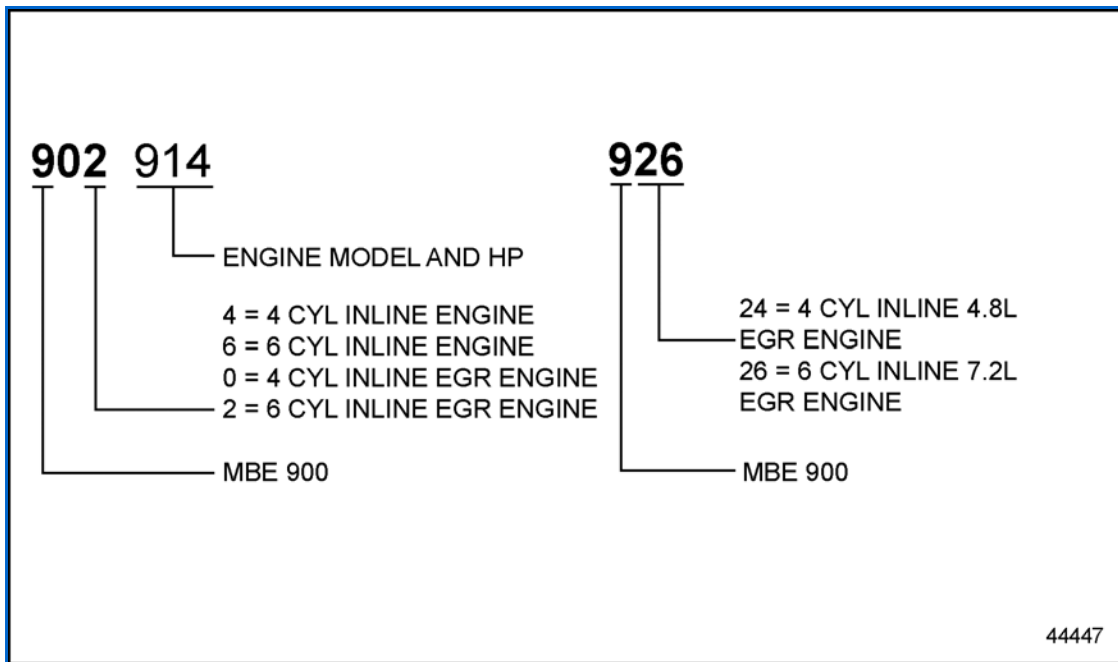 902 914
ENGINE MODEL AND HP
4 = 4 CYL INLINE ENGINE
6 = 6 CYL INLINE ENGINE
0 = 4 CYL INLINE EGR ENGINE
2 = 6 CYL INLINE EGR ENGINE
MBE 900
926
24 = 4 CYL INLINE 4.8L
EGR ENGINE
26 = 6 CYL INLINE 7.2L
EGR ENGINE
MBE 900
44447